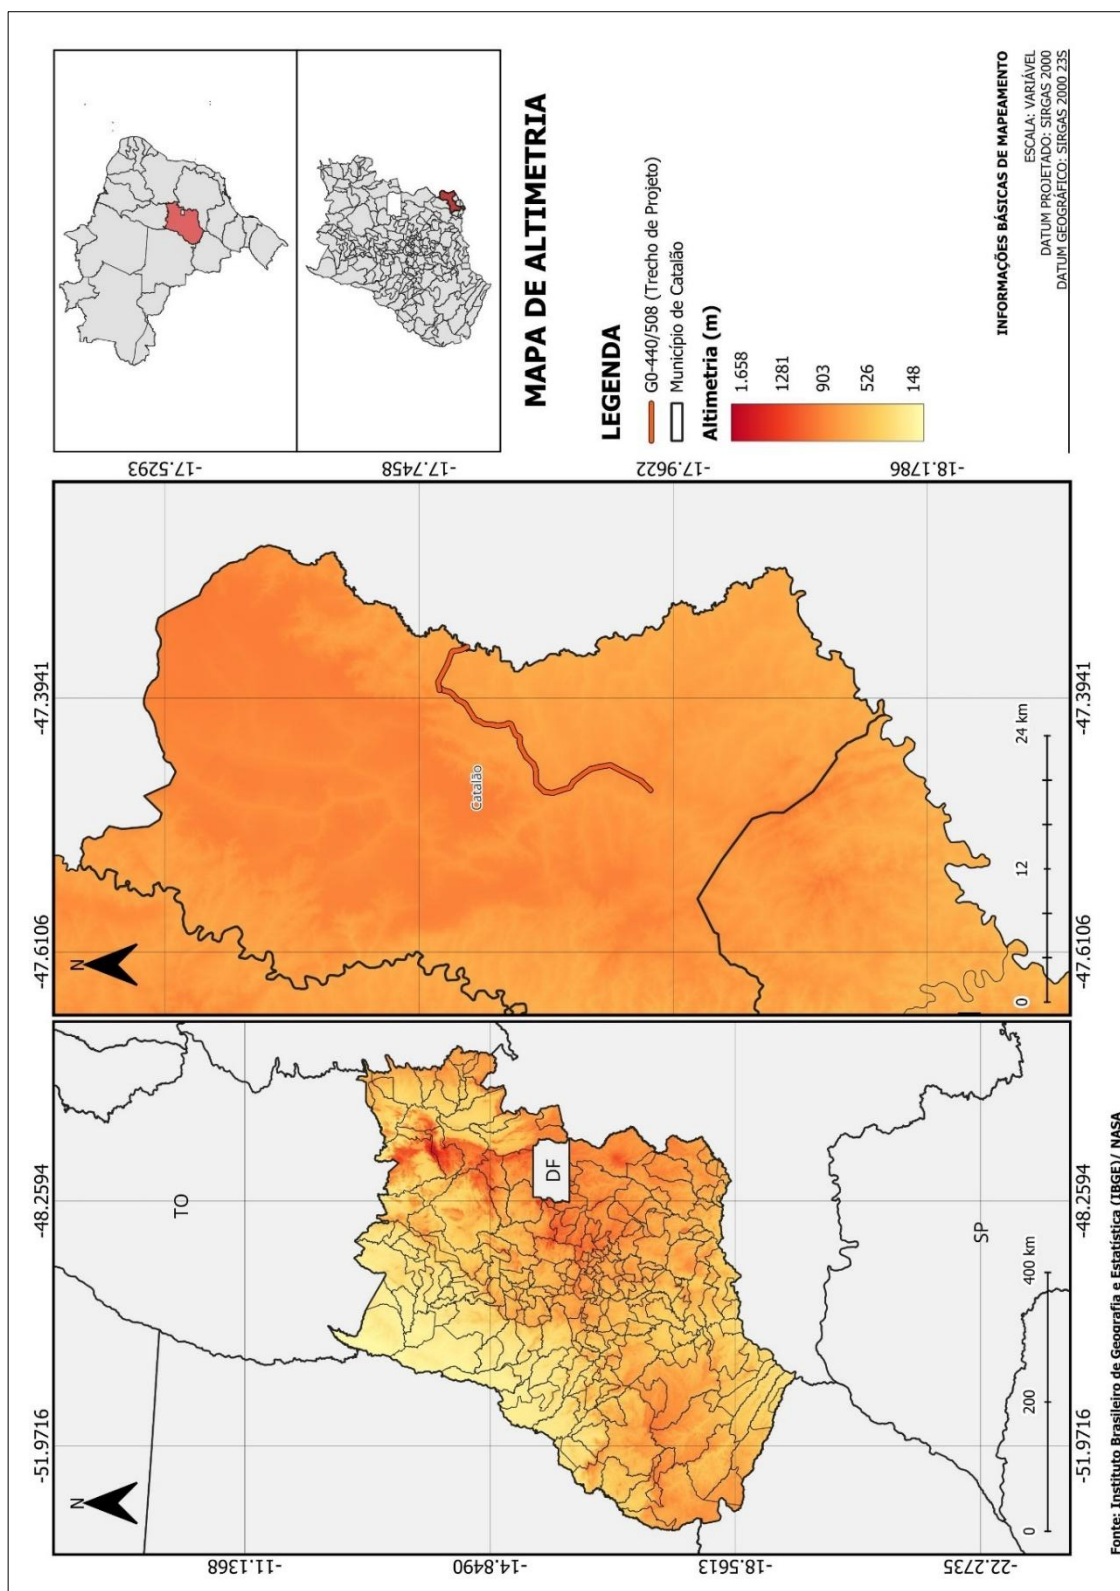 -51.9716
-48.2594
-47.6106
-47.3941
N
TO
DF
SP
-11.1368
-14.8490
-18.5613
-22.2735
0
200
400 km
-51.9716
-48.2594
N
Catalão
0
12
24 km
-47.6106
-47.3941
-17.5293
-17.7458
-17.9622
-18.1786
MAPA DE ALTIMETRIA
LEGENDA
G0-440/508 (Trecho de Projeto)
Município de Catalão
Altimetria (m)
1.658
1281
903
526
148
INFORMAÇÕES BÁSICAS DE MAPEAMENTO
ESCALA: VARIÁVEL
DATUM PROJETADO: SIRGAS 2000
DATUM GEOGRÁFICO: SIRGAS 2000 23S
Fonte: Instituto Brasileiro de Geografia e Estatística (IBGE)/ NASA